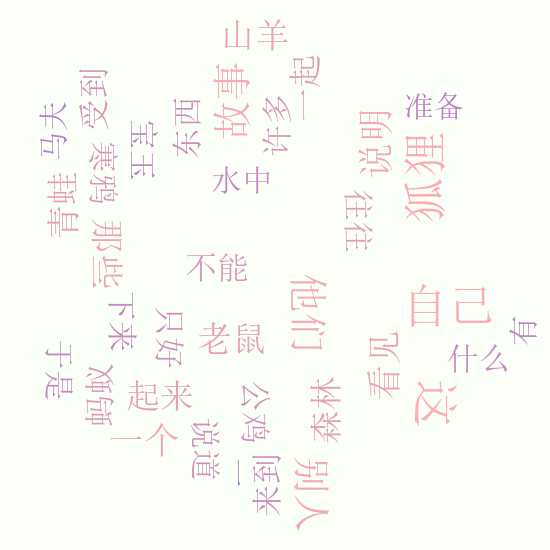 山羊
一起
故事
受到
许多
东西
马夫
宝玉
准备
说明
狐狸
寒鸦
青蛙
水中
往往
那些
不能
他们
自己
下来
只好
老鼠
有
看见
什么
于是
蚂蚁
起来
公鸡
森林
这
一个
说道
一
来到
别人